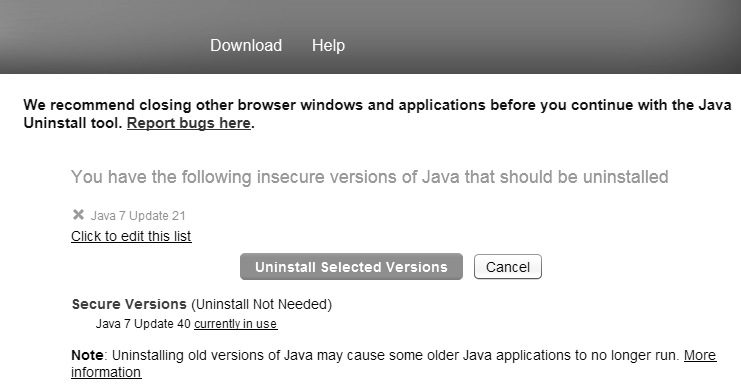 Download Help
We recommend closing other browser windows and applications before you continue with the Java
Uninstall tool. Report bugs here.
You have the following insecure versions of Java that should be uninstalled
Java 7 Update 21
Click to edit this list
Uninstall Selected Versions Cancel
Secure Versions (Uninstall Not Needed)
Java 7 Update 40 currently in use
Note: Uninstalling old versions of Java may cause some older Java applications to no longer run. More
information